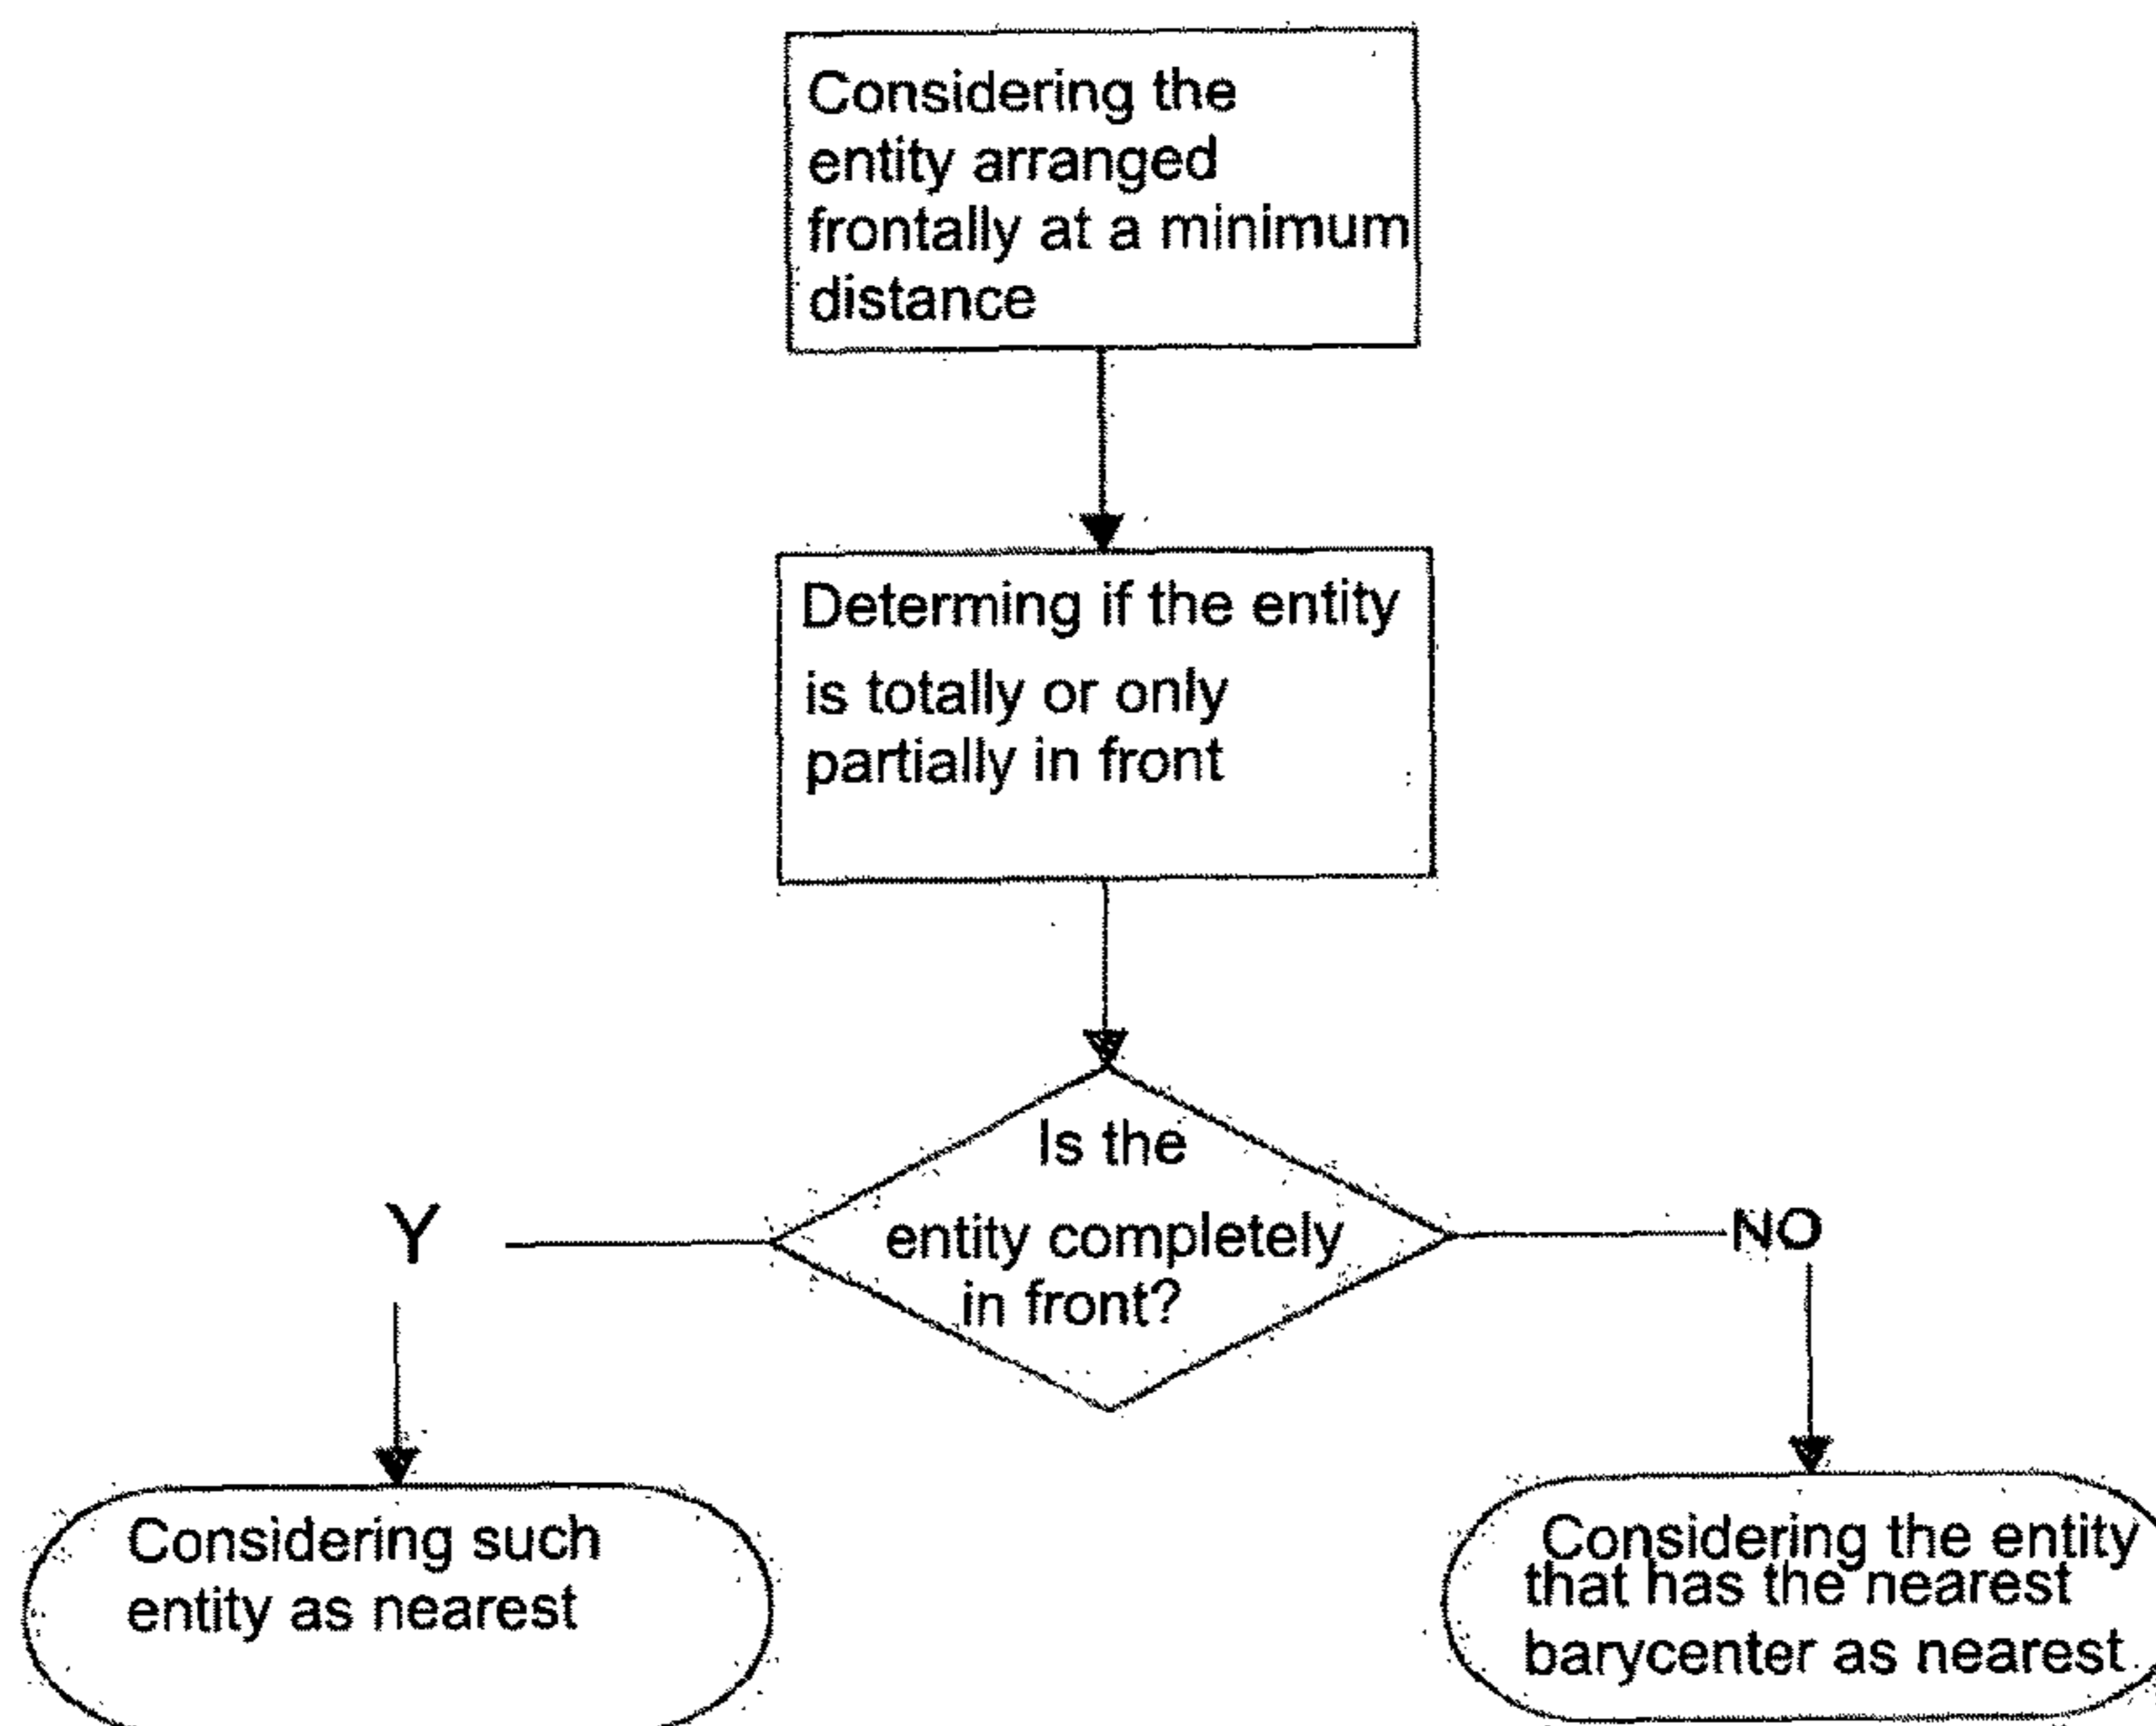 Considering the
entity arranged
frontally at a minimum
distance
Determing if the entity
is totally or only
partially in front
Is the
entity completely
in front?
Y
NO
Considering such
entity as nearest
Considering the entity
that has the nearest
barycenter as nearest